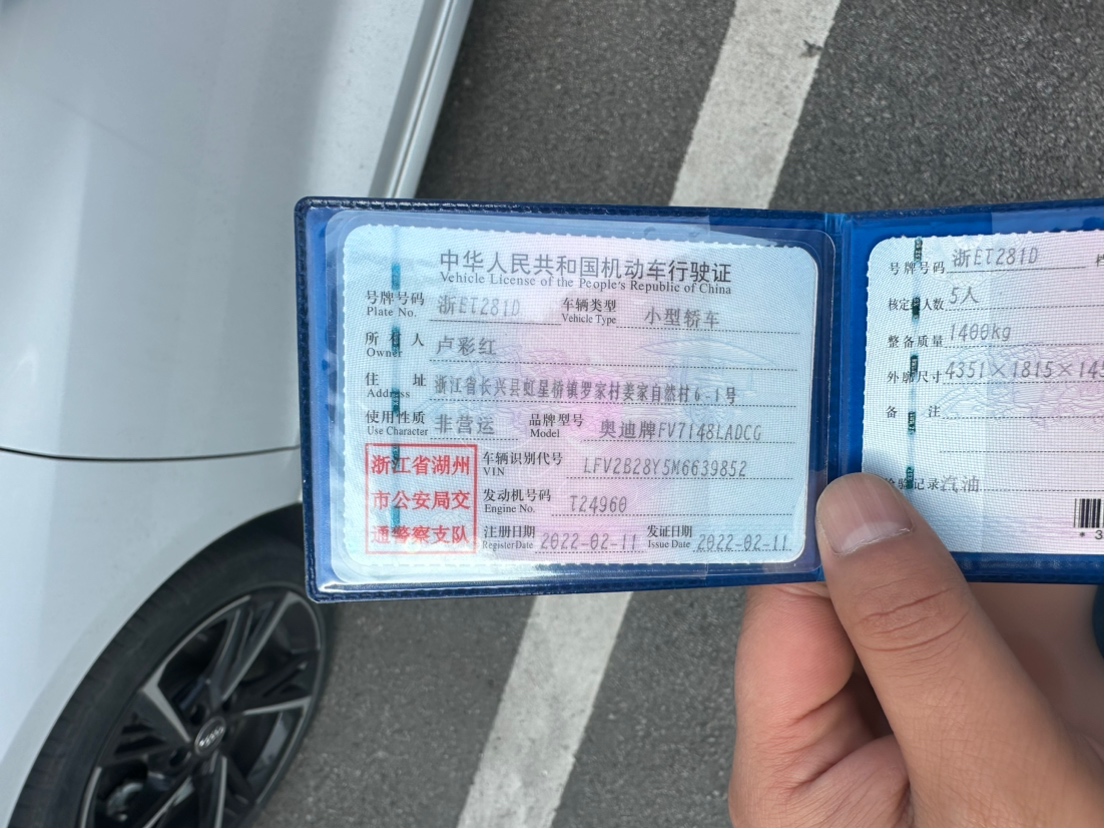 中华人民共和国机动车行驶证
Vehicle License of the People's Republic of China
号牌号码 浙ET281D 车辆类型 小型轿车
Plate No. Vehicle Type
所有人 卢彩红
Owner
住址 浙江省长兴县虹星桥镇罗家村姜家自然村6-1号
Address
使用性质 非营运 品牌型号 奥迪牌FV7148LADCG
Use Character Model
浙江省湖州
市公安局交
通警察支队
车辆识别代号 LFV2B28Y5M6639852
VIN
发动机号码 T24960
Engine No.
注册日期 2022-02-11 发证日期 2022-02-11
Register Date Issue Date
号牌号码 浙ET281D
核定载人数 5人
整备质量 1400kg
外廓尺寸 4351×1815×145
备注
检验记录 汽油
* 3